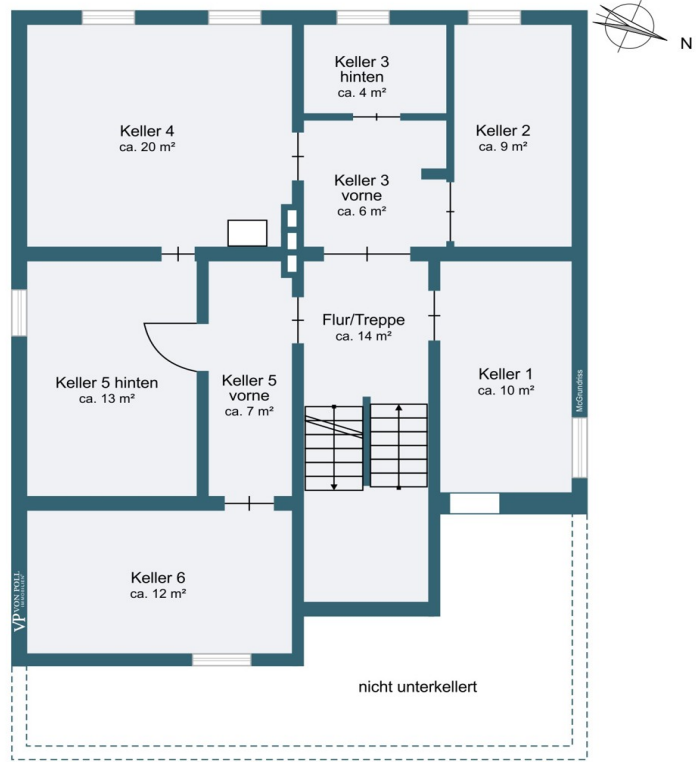 N
Keller 3
hinten
ca. 4 m²
Keller 4
ca. 20 m²
Keller 2
ca. 9 m²
Keller 3
vorne
ca. 6 m²
Flur/Treppe
ca. 14 m²
Keller 5 hinten
ca. 13 m²
Keller 5
vorne
ca. 7 m²
Keller 1
ca. 10 m²
McGrundriss
Keller 6
ca. 12 m²
VP VON POLL
IMMOBILIEN
nicht unterkellert